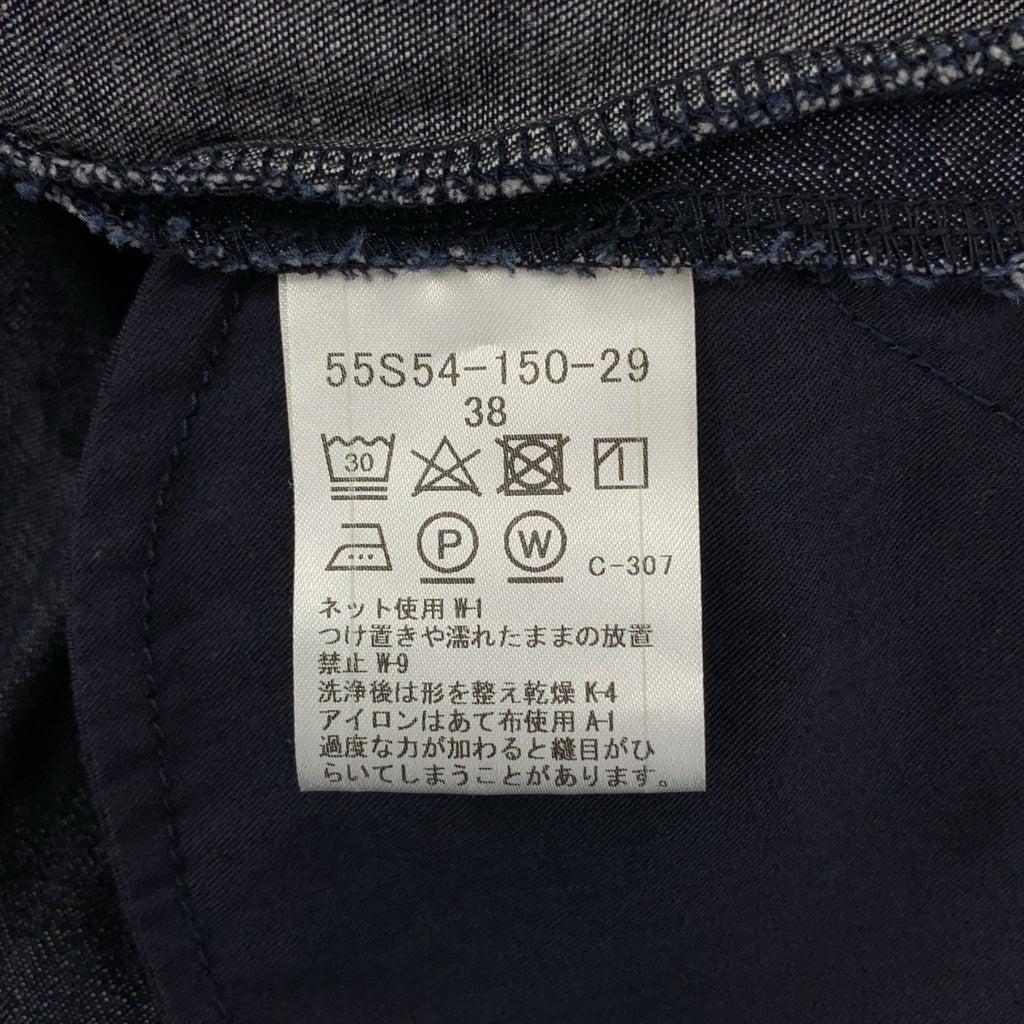 55S54-150-29
38
30
P W C-307
ネット使用 W-1
つけ置きや濡れたままの放置
禁止 W-9
洗浄後は形を整え乾燥 K-4
アイロンはあて布使用 A-1
過度な力が加わると縫目がひ
らいてしまうことがあります。